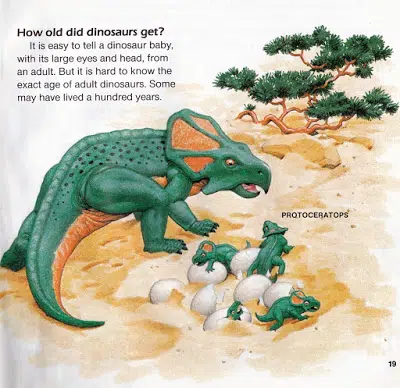 How old did dinosaurs get?
It is easy to tell a dinosaur baby,
with its large eyes and head, from
an adult. But it is hard to know the
exact age of adult dinosaurs. Some
may have lived a hundred years.
PROTOCERATOPS
19